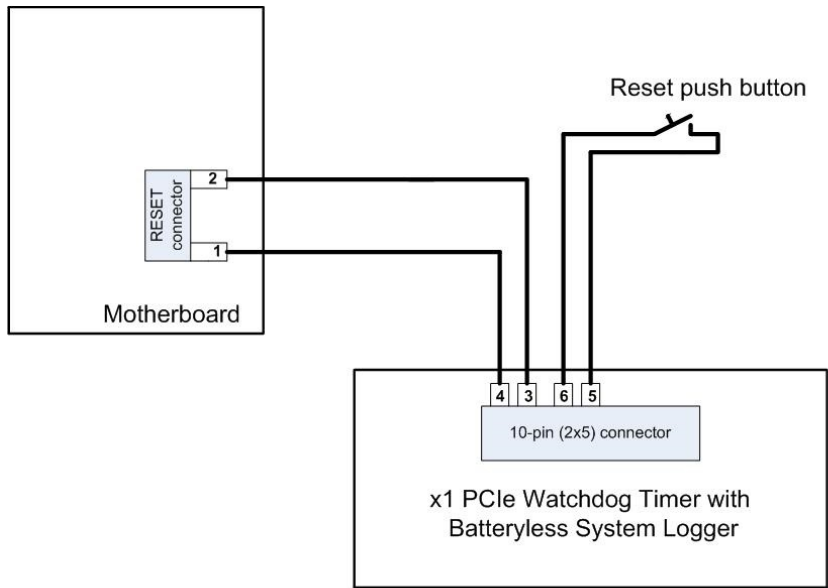 Reset push button
2
RESET
connector
1
Motherboard
4 3 6 5
10-pin (2x5) connector
x1 PCIe Watchdog Timer with
Batteryless System Logger